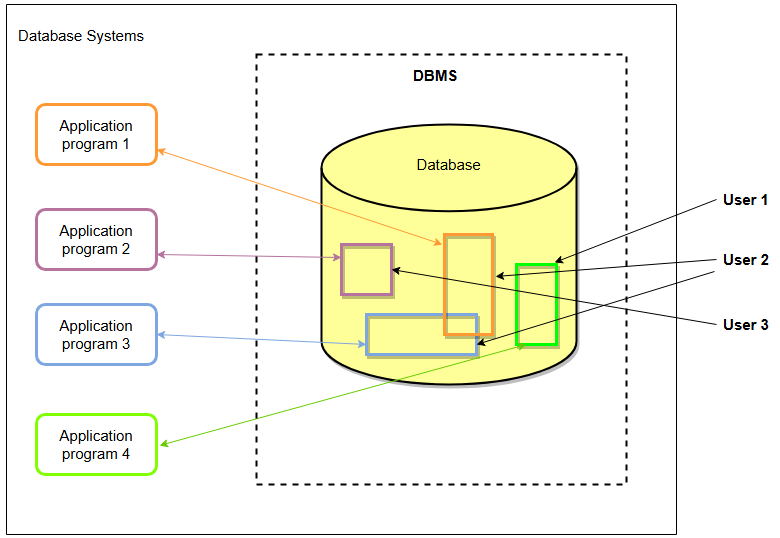 Database Systems
DBMS
Application
program 1
Database
User 1
Application
program 2
User 2
Application
program 3
User 3
Application
program 4